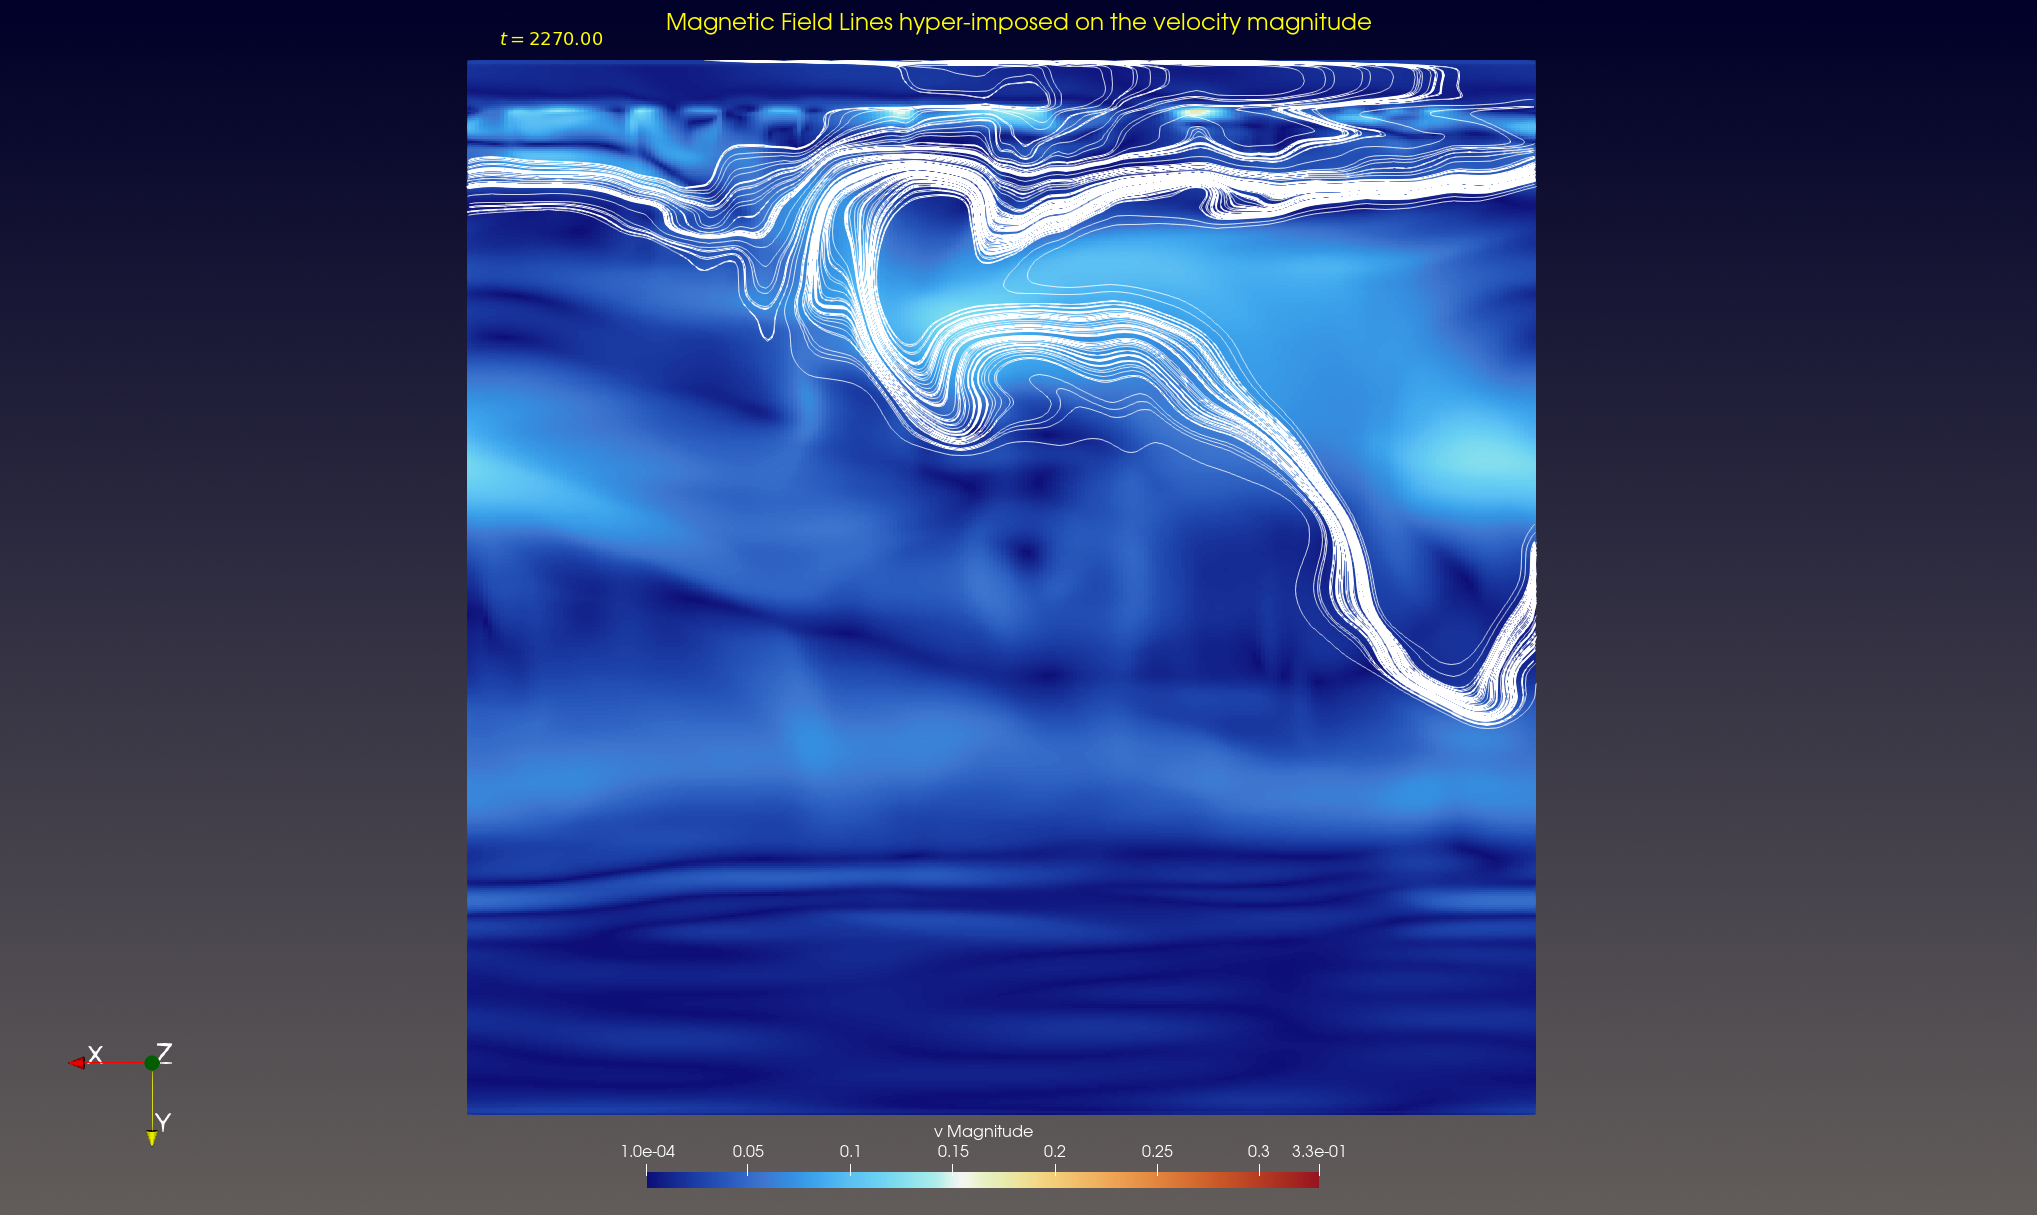 Magnetic Field Lines hyper-imposed on the velocity magnitude
t = 2270.00
X Z
Y
v Magnitude
1.0e-04 0.05 0.1 0.15 0.2 0.25 0.3 3.3e-01